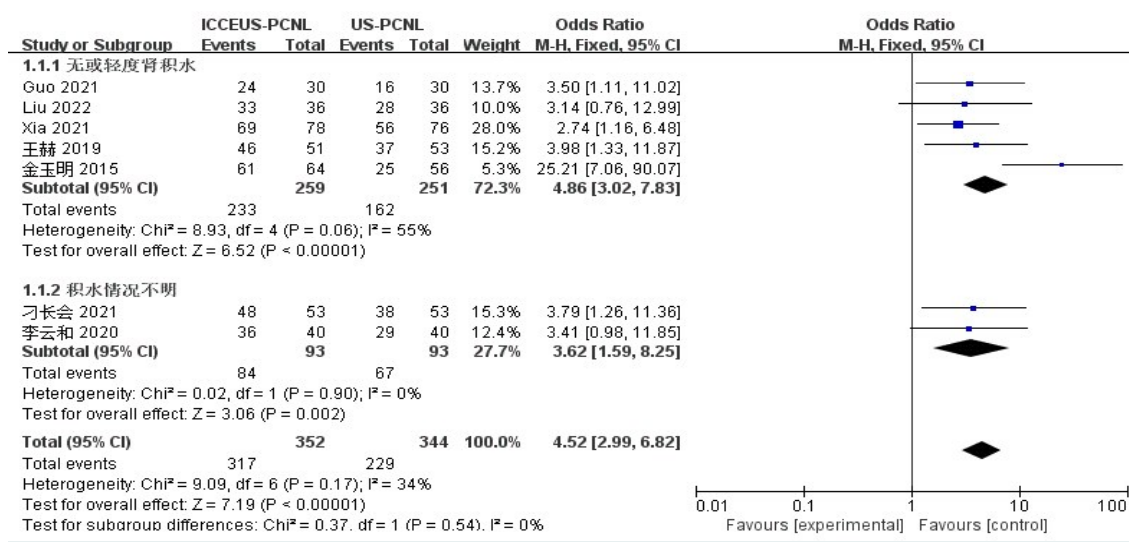 ICCEUS-PCNL US-PCNL Odds Ratio Odds Ratio
Study or Subgroup Events Total Events Total Weight M-H, Fixed, 95% CI M-H, Fixed, 95% CI
1.1.1 无或轻度肾积水
Guo 2021 24 30 16 30 13.7% 3.50 [1.11, 11.02]
Liu 2022 33 36 28 36 10.0% 3.14 [0.76, 12.99]
Xia 2021 69 78 56 76 28.0% 2.74 [1.16, 6.48]
王赫 2019 46 51 37 53 15.2% 3.98 [1.33, 11.87]
金玉明 2015 61 64 25 56 5.3% 25.21 [7.06, 90.07]
Subtotal (95% CI) 259 251 72.3% 4.86 [3.02, 7.83]
Total events 233 162
Heterogeneity: Chi² = 8.93, df = 4 (P = 0.06); I² = 55%
Test for overall effect: Z = 6.52 (P < 0.00001)
1.1.2 积水情况不明
刁长会 2021 48 53 38 53 15.3% 3.79 [1.26, 11.36]
李云和 2020 36 40 29 40 12.4% 3.41 [0.98, 11.85]
Subtotal (95% CI) 93 93 27.7% 3.62 [1.59, 8.25]
Total events 84 67
Heterogeneity: Chi² = 0.02, df = 1 (P = 0.90); I² = 0%
Test for overall effect: Z = 3.06 (P = 0.002)
Total (95% CI) 352 344 100.0% 4.52 [2.99, 6.82]
Total events 317 229
Heterogeneity: Chi² = 9.09, df = 6 (P = 0.17); I² = 34%
Test for overall effect: Z = 7.19 (P < 0.00001)
Test for subgroup differences: Chi² = 0.37, df = 1 (P = 0.54), I² = 0%
0.01 0.1 1 10 100
Favours [experimental] Favours [control]